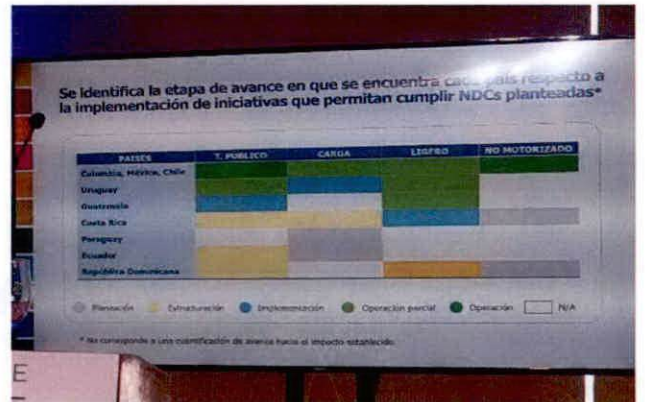 Se identifica la etapa de avance en que se encuentra cada país respecto a
la implementación de iniciativas que permitan cumplir NDCs planteadas*
PAISES T. PUBLICO CARGA LIGERO NO MOTORIZADO
Colombia, México, Chile
Uruguay
Guatemala
Costa Rica
Paraguay
Ecuador
República Dominicana
Planeación Estructuración Implementación Operación parcial Operación N/A
* No corresponde a una cuantificación de avance hacia el impacto establecido.
E